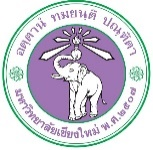 อตฺตานํ ทมยนฺติ ปณฺฑิตา
มหาวิทยาลัยเชียงใหม่ พ.ศ.๒๕๐๗